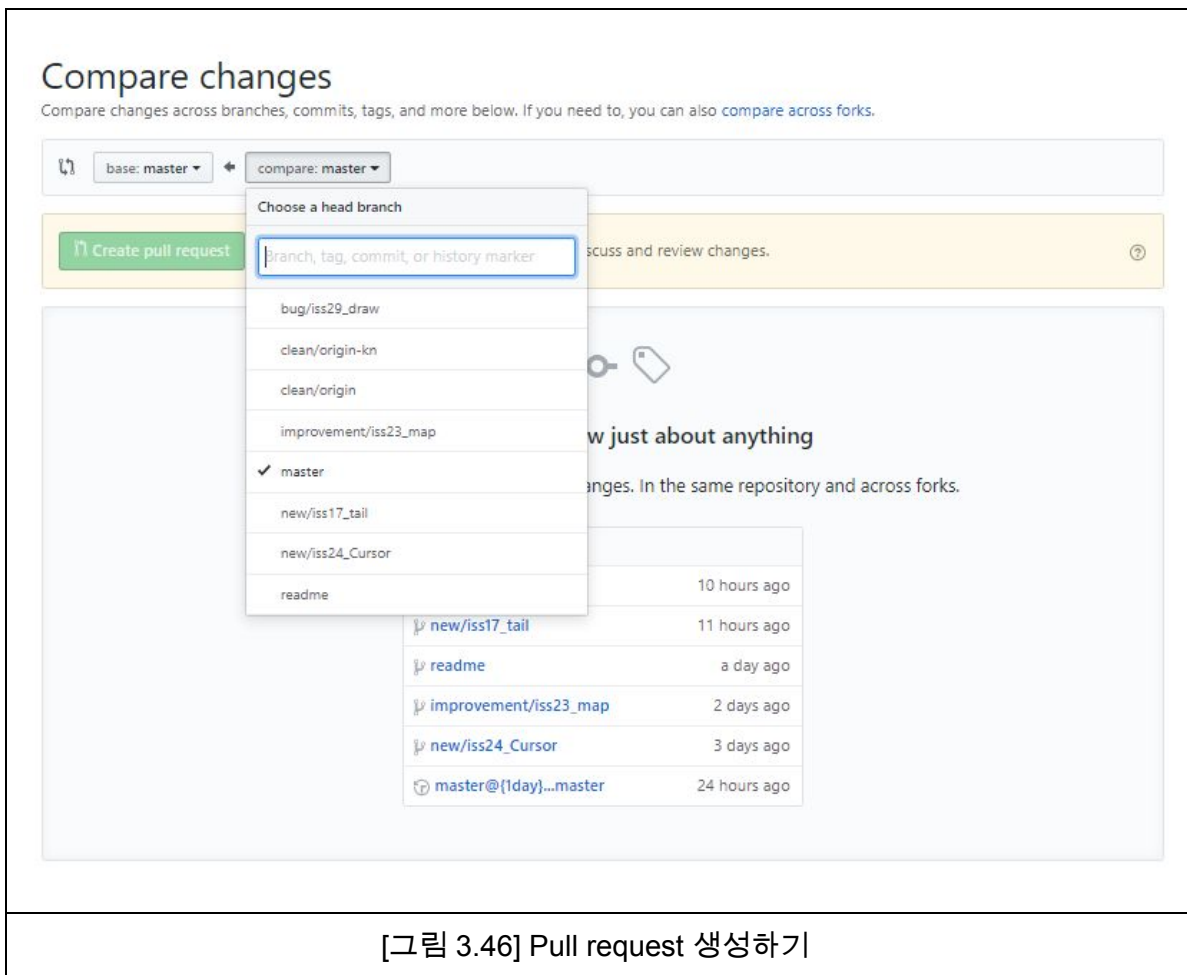 Compare changes
Compare changes across branches, commits, tags, and more below. If you need to, you can also compare across forks.
base: master
compare: master
Choose a head branch
Branch, tag, commit, or history marker
Create pull request
scuss and review changes.
bug/iss29_draw
clean/origin-kn
clean/origin
improvement/iss23_map
master
new/iss17_tail
new/iss24_Cursor
readme
w just about anything
anges. In the same repository and across forks.
10 hours ago
new/iss17_tail 11 hours ago
readme a day ago
improvement/iss23_map 2 days ago
new/iss24_Cursor 3 days ago
master@{1day}...master 24 hours ago
[그림 3.46] Pull request 생성하기